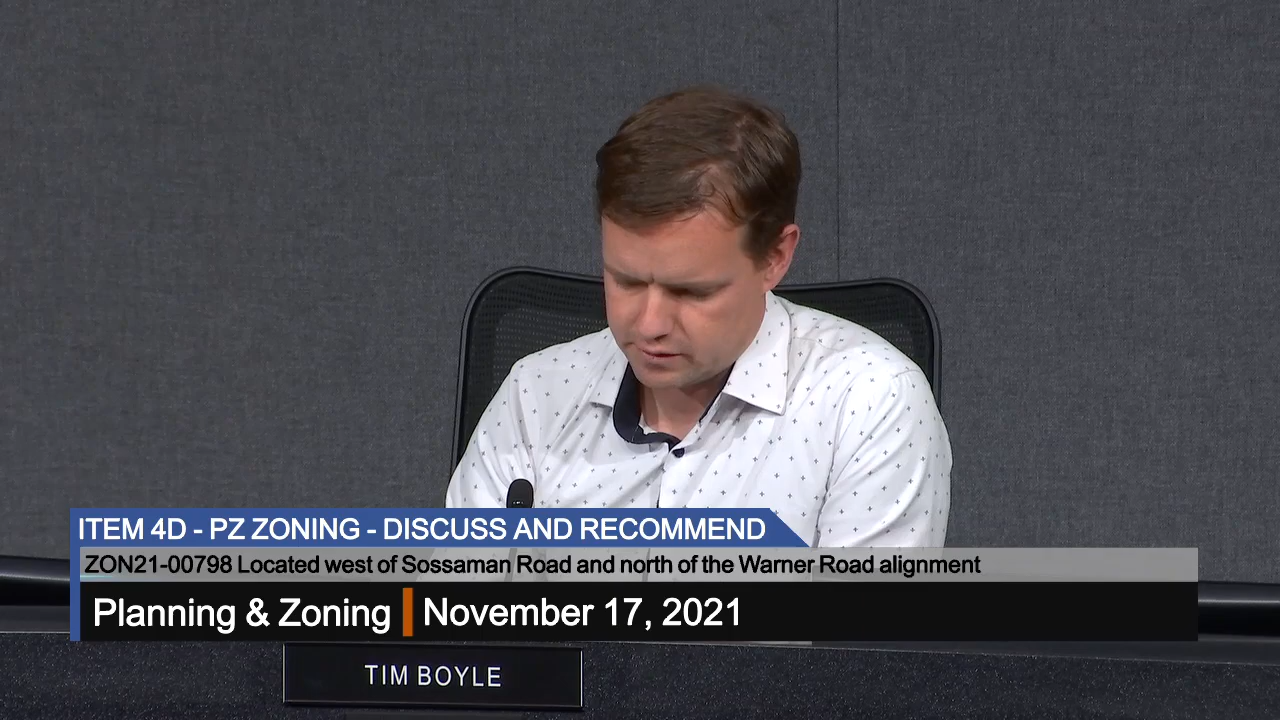 ITEM 4D - PZ ZONING - DISCUSS AND RECOMMEND
ZON21-00798 Located west of Sossaman Road and north of the Warner Road alignment
Planning & Zoning | November 17, 2021
TIM BOYLE